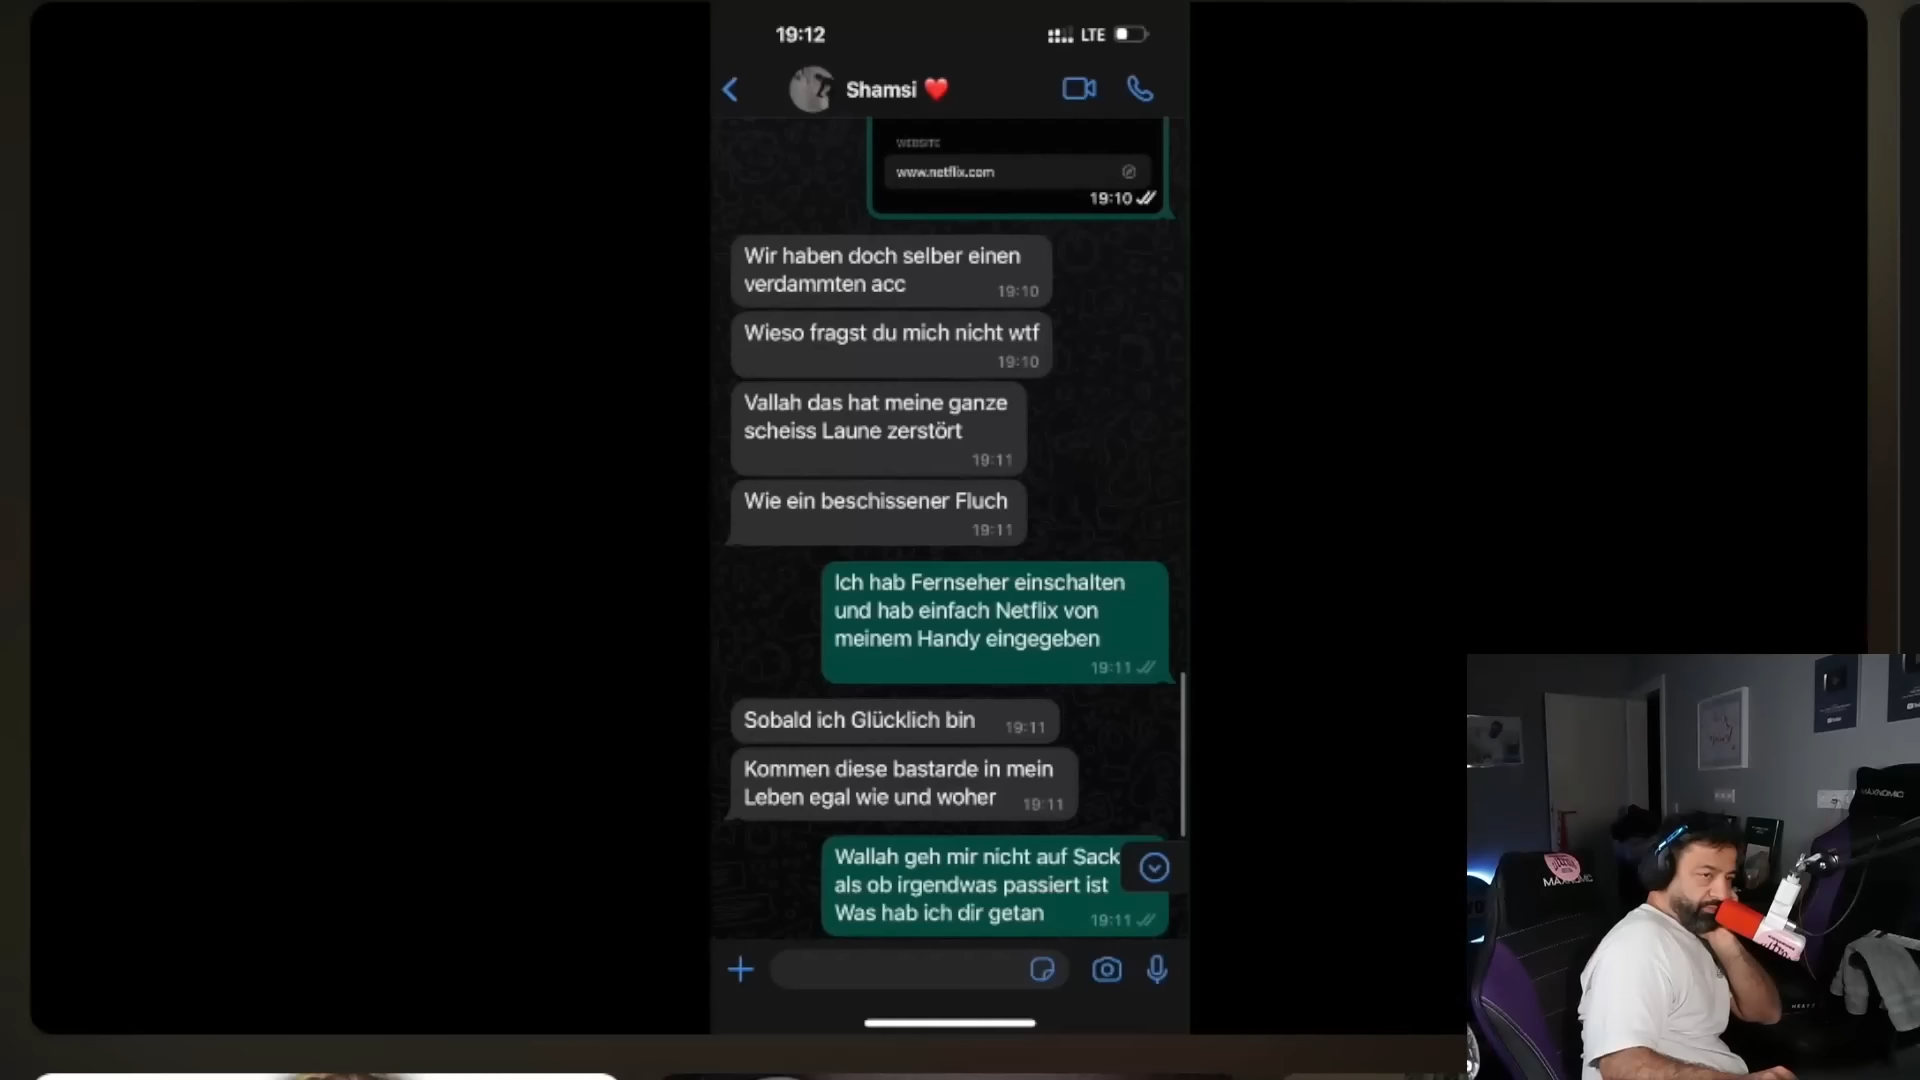 19:12
LTE
Shamsi ❤️
WEBSITE
www.netflix.com
19:10
Wir haben doch selber einen
verdammten acc
19:10
Wieso fragst du mich nicht wtf
19:10
Vallah das hat meine ganze
scheiss Laune zerstört
19:11
Wie ein beschissener Fluch
19:11
Ich hab Fernseher einschalten
und hab einfach Netflix von
meinem Handy eingegeben
19:11
Sobald ich Glücklich bin
19:11
Kommen diese bastarde in mein
Leben egal wie und woher
19:11
Wallah geh mir nicht auf Sack
als ob irgendwas passiert ist
Was hab ich dir getan
19:11
MAXNOMIC
MAXNOMIC